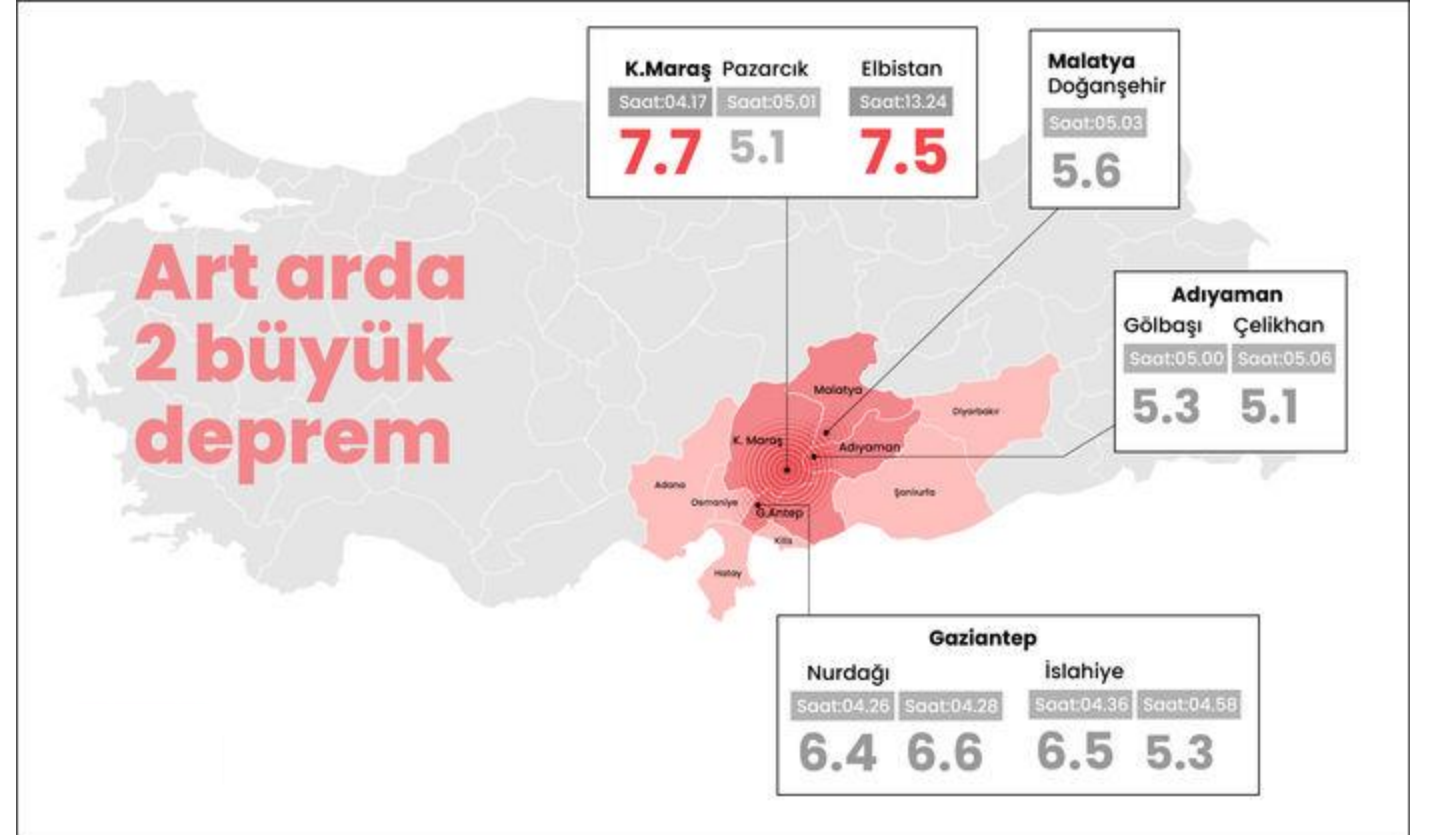 Art arda
2 büyük
deprem
K.Maraş Pazarcık Elbistan
Saat:04.17 Saat:05.01 Saat:13.24
7.7 5.1 7.5
Malatya
Doğanşehir
Saat:05.03
5.6
Adıyaman
Gölbaşı Çelikhan
Saat:05.00 Saat:05.06
5.3 5.1
Malatya
Diyarbakır
K. Maraş
Adıyaman
Adana
Osmaniye
Şanlıurfa
G.Antep
Kilis
Hatay
Gaziantep
Nurdağı İslahiye
Saat:04.26 Saat:04.28 Saat:04.36 Saat:04.58
6.4 6.6 6.5 5.3